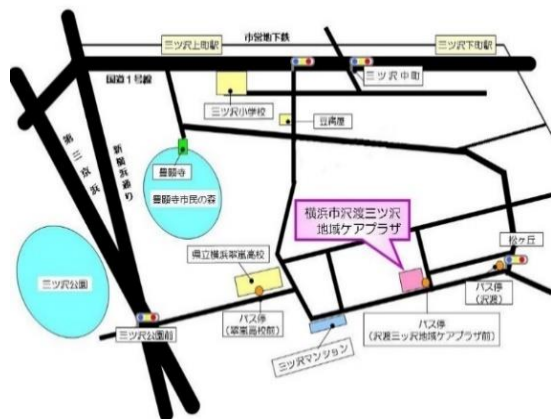 市営地下鉄
三ツ沢上町駅
三ツ沢下町駅
国道1号線
三ツ沢中町
三ツ沢小学校
豆腐屋
第三京浜
新横浜通り
豊顕寺
豊顕寺市民の森
横浜市沢渡三ツ沢
地域ケアプラザ
松ヶ丘
県立横浜翠嵐高校
三ツ沢公園
バス停
(沢渡)
バス停
(翠嵐高校前)
バス停
(沢渡三ツ沢地域ケアプラザ前)
三ツ沢公園前
三ツ沢マンション